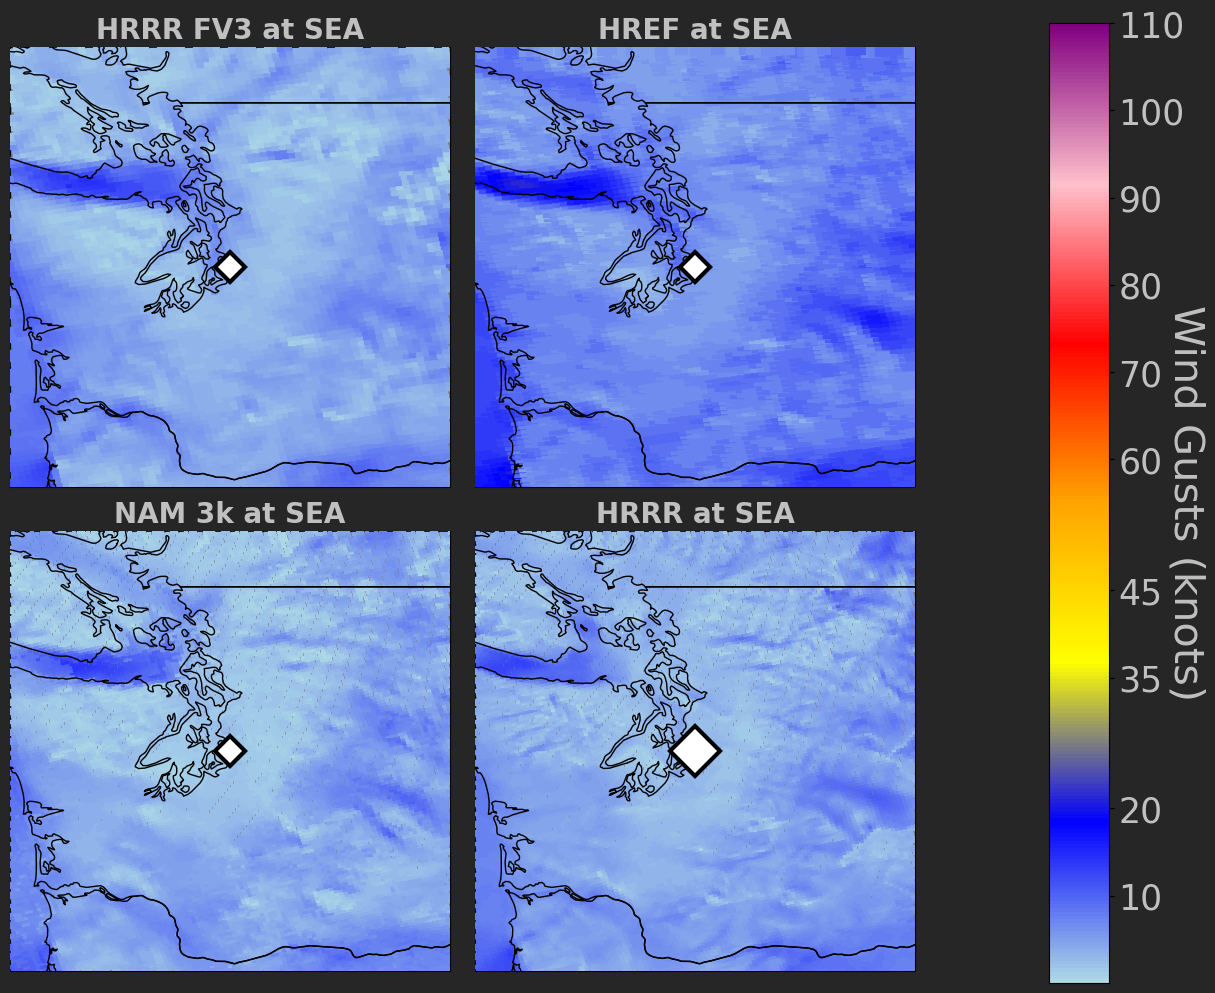 HRRR FV3 at SEA
HREF at SEA
NAM 3k at SEA
HRRR at SEA
110
100
90
80
70
60
45
35
20
10
Wind Gusts (knots)